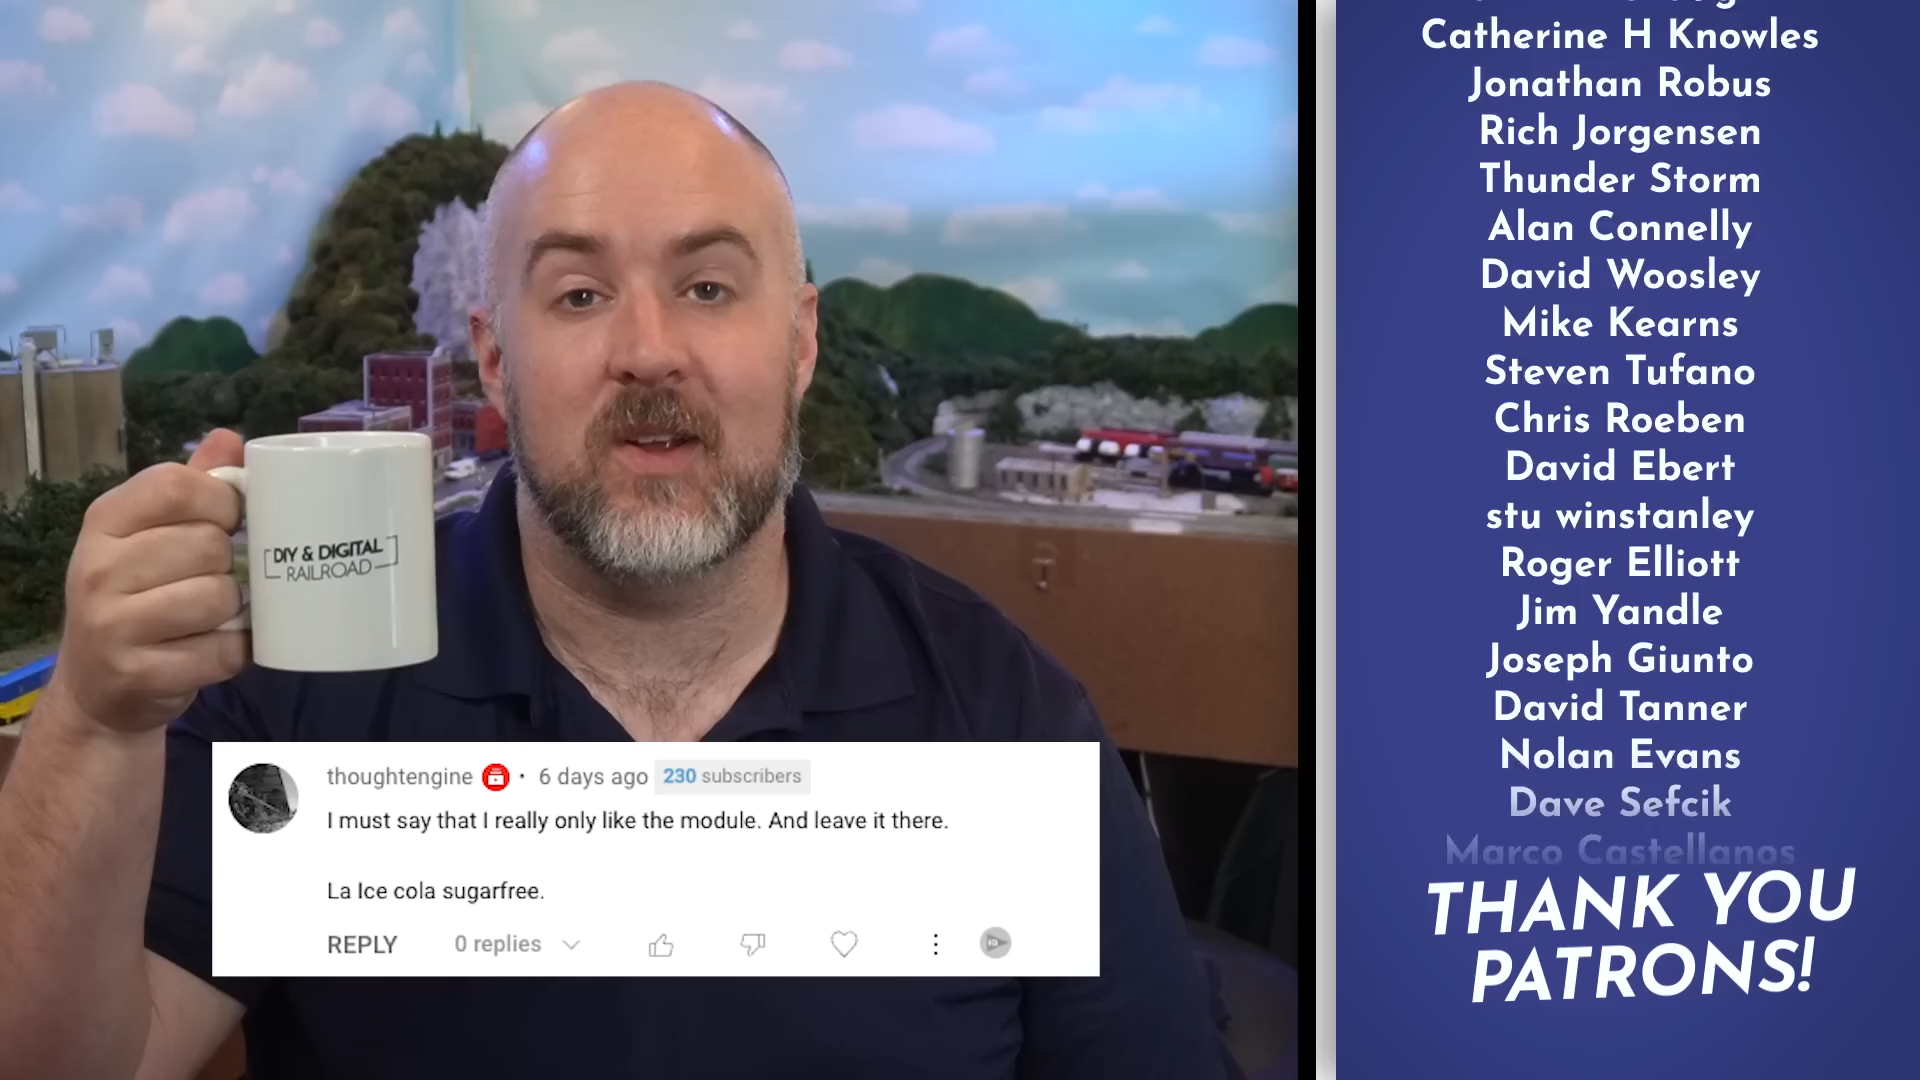 DIY & DIGITAL
RAILROAD
thoughtengine · 6 days ago 230 subscribers
I must say that I really only like the module. And leave it there.
La Ice cola sugarfree.
REPLY 0 replies
Catherine H Knowles
Jonathan Robus
Rich Jorgensen
Thunder Storm
Alan Connelly
David Woosley
Mike Kearns
Steven Tufano
Chris Roeben
David Ebert
stu winstanley
Roger Elliott
Jim Yandle
Joseph Giunto
David Tanner
Nolan Evans
Dave Sefcik
Marco Castellanos
THANK YOU
PATRONS!